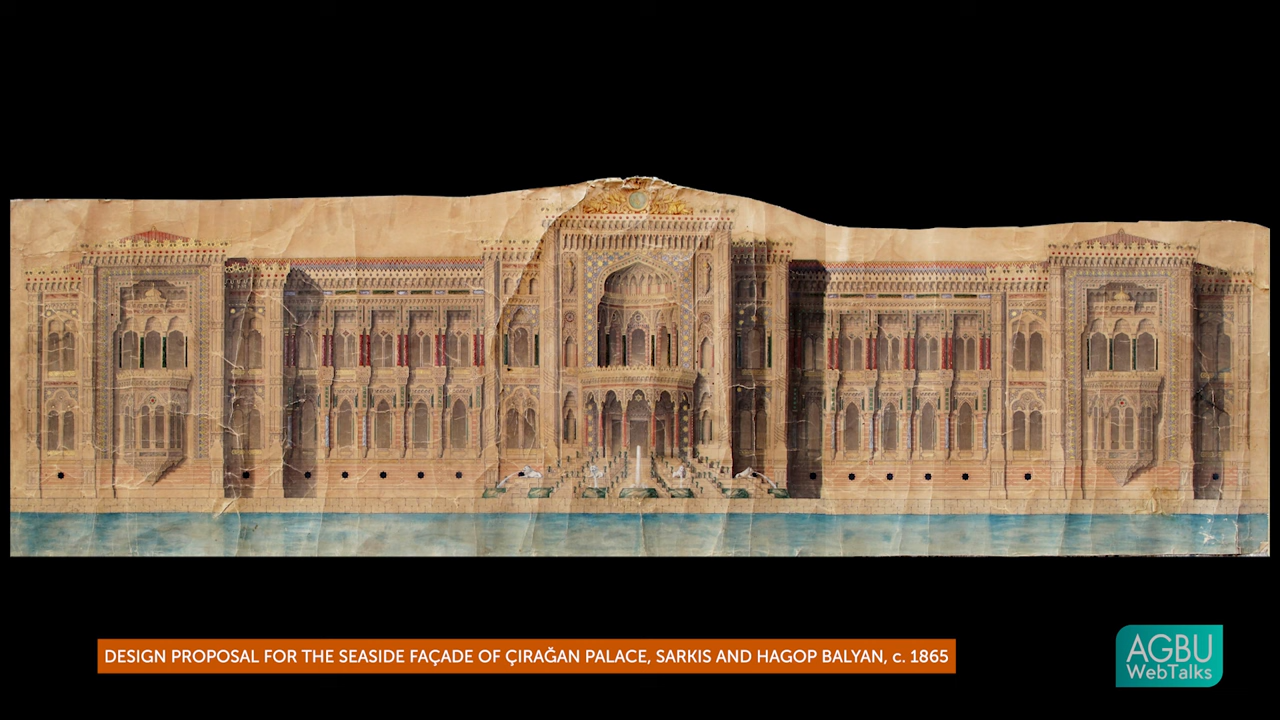 DESIGN PROPOSAL FOR THE SEASIDE FAÇADE OF ÇIRAĞAN PALACE, SARKIS AND HAGOP BALYAN, c. 1865
AGBU
WebTalks